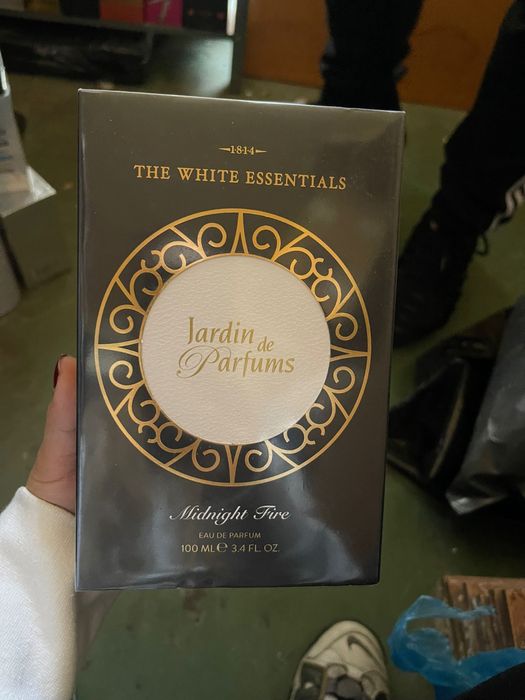 1814
THE WHITE ESSENTIALS
Jardin de
Parfums
Midnight Fire
EAU DE PARFUM
100 ML ℮ 3.4 FL. OZ.